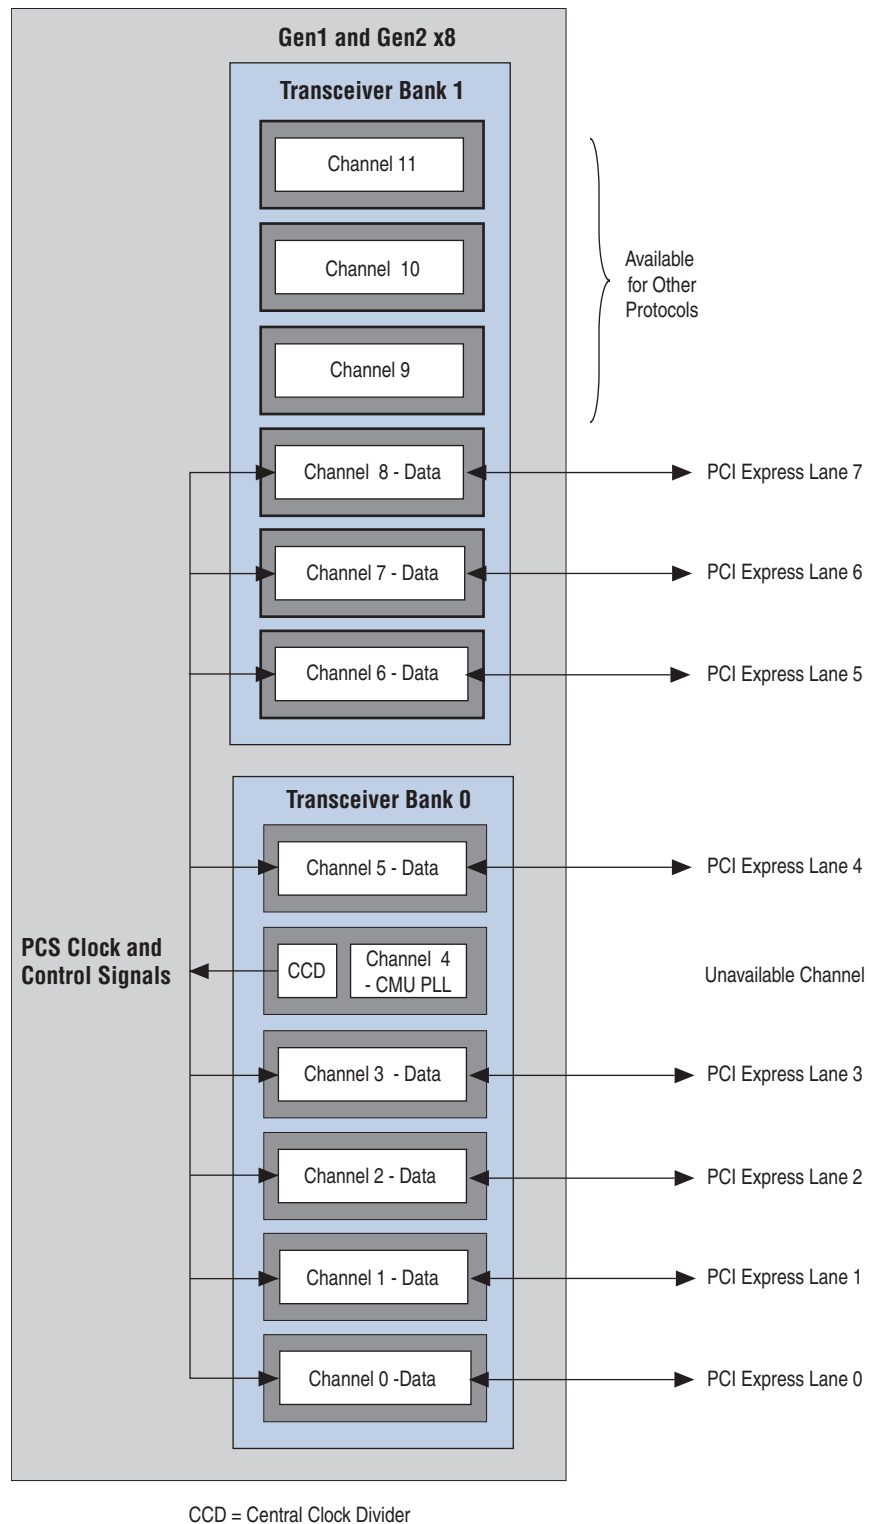 Gen1 and Gen2 x8
Transceiver Bank 1
Channel 11
Channel 10
Available
for Other
Protocols
Channel 9
Channel 8 - Data
PCI Express Lane 7
Channel 7 - Data
PCI Express Lane 6
Channel 6 - Data
PCI Express Lane 5
Transceiver Bank 0
Channel 5 - Data
PCI Express Lane 4
PCS Clock and
Control Signals
CCD
Channel 4
- CMU PLL
Unavailable Channel
Channel 3 - Data
PCI Express Lane 3
Channel 2 - Data
PCI Express Lane 2
Channel 1 - Data
PCI Express Lane 1
Channel 0 -Data
PCI Express Lane 0
CCD = Central Clock Divider